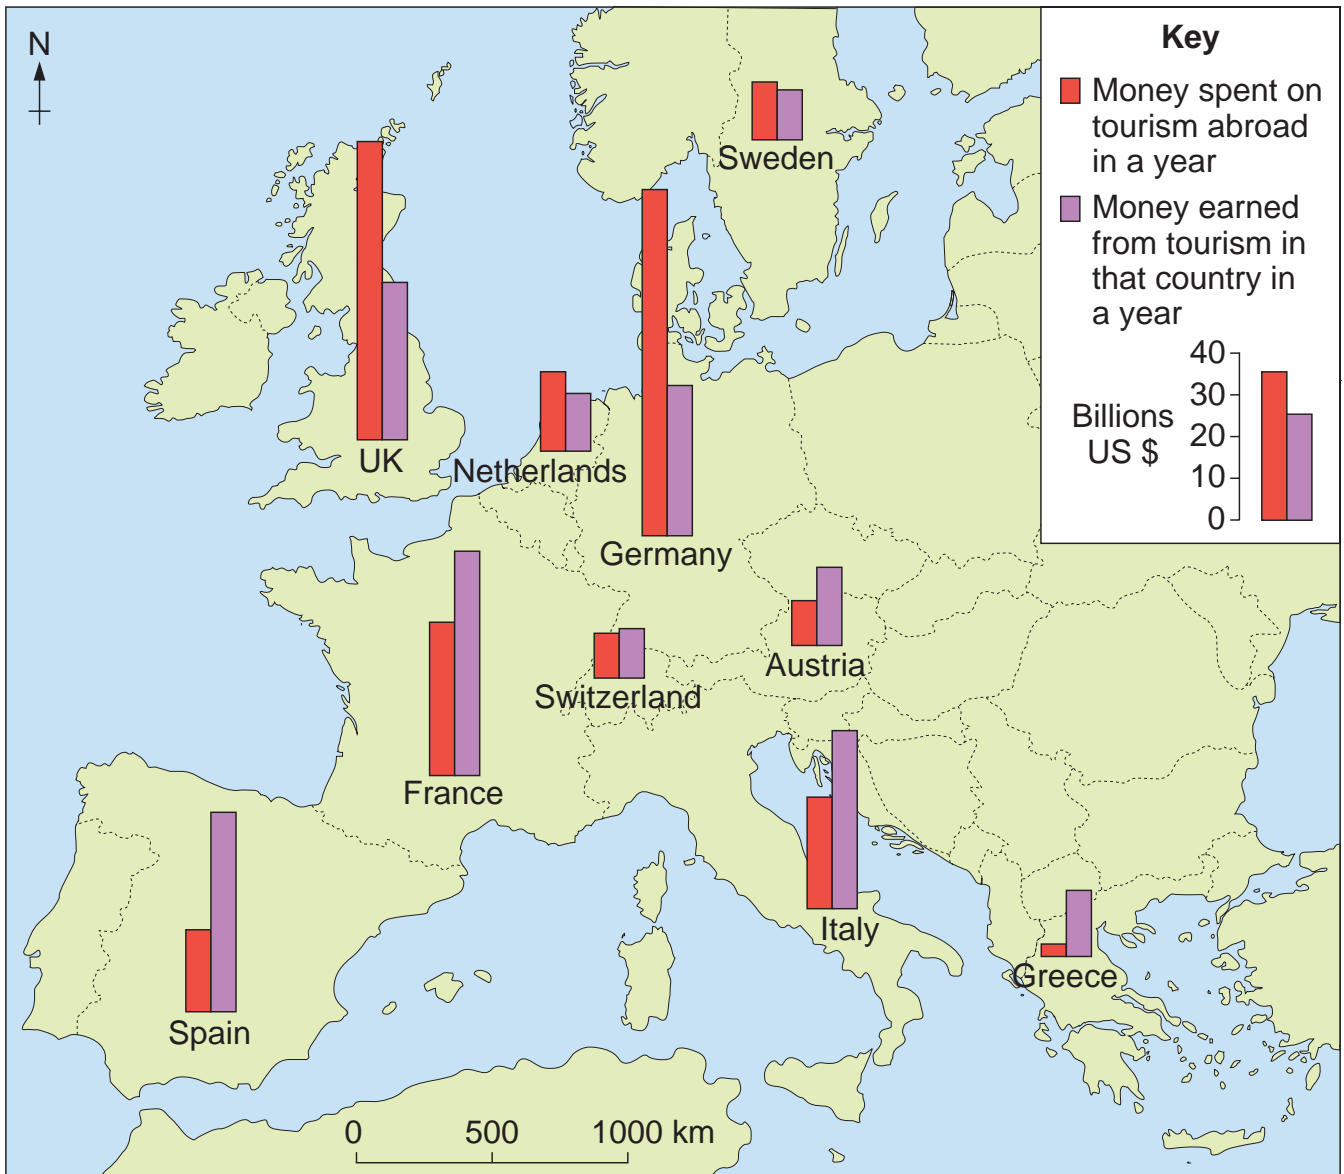 N
Key
Money spent on
tourism abroad
in a year
Money earned
from tourism in
that country in
a year
40
30
Billions
US $
20
10
0
Sweden
UK
Netherlands
Germany
Austria
Switzerland
France
Italy
Greece
Spain
0 500 1000 km